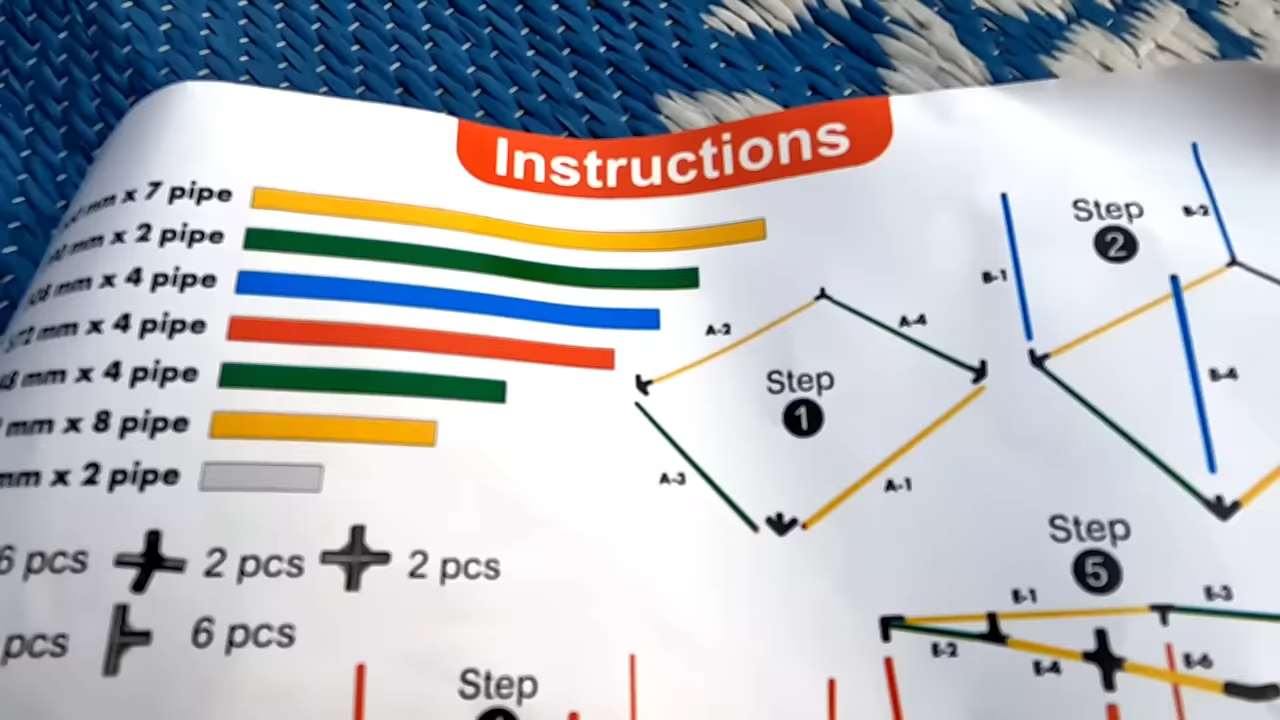 Instructions
mm x 7 pipe
mm x 2 pipe
mm x 4 pipe
mm x 4 pipe
mm x 4 pipe
mm x 8 pipe
mm x 2 pipe
6 pcs
2 pcs
2 pcs
pcs
6 pcs
A-2
A-4
Step
1
A-3
A-1
Step
2
B-2
B-1
B-4
Step
5
E-1
E-3
E-2
E-4
E-6
Step